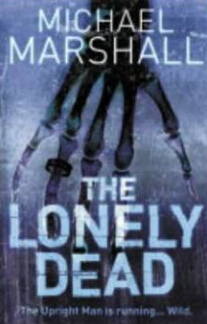 MICHAEL
MARSHALL
THE
LONELY
DEAD
The Upright Man is running... Wild.